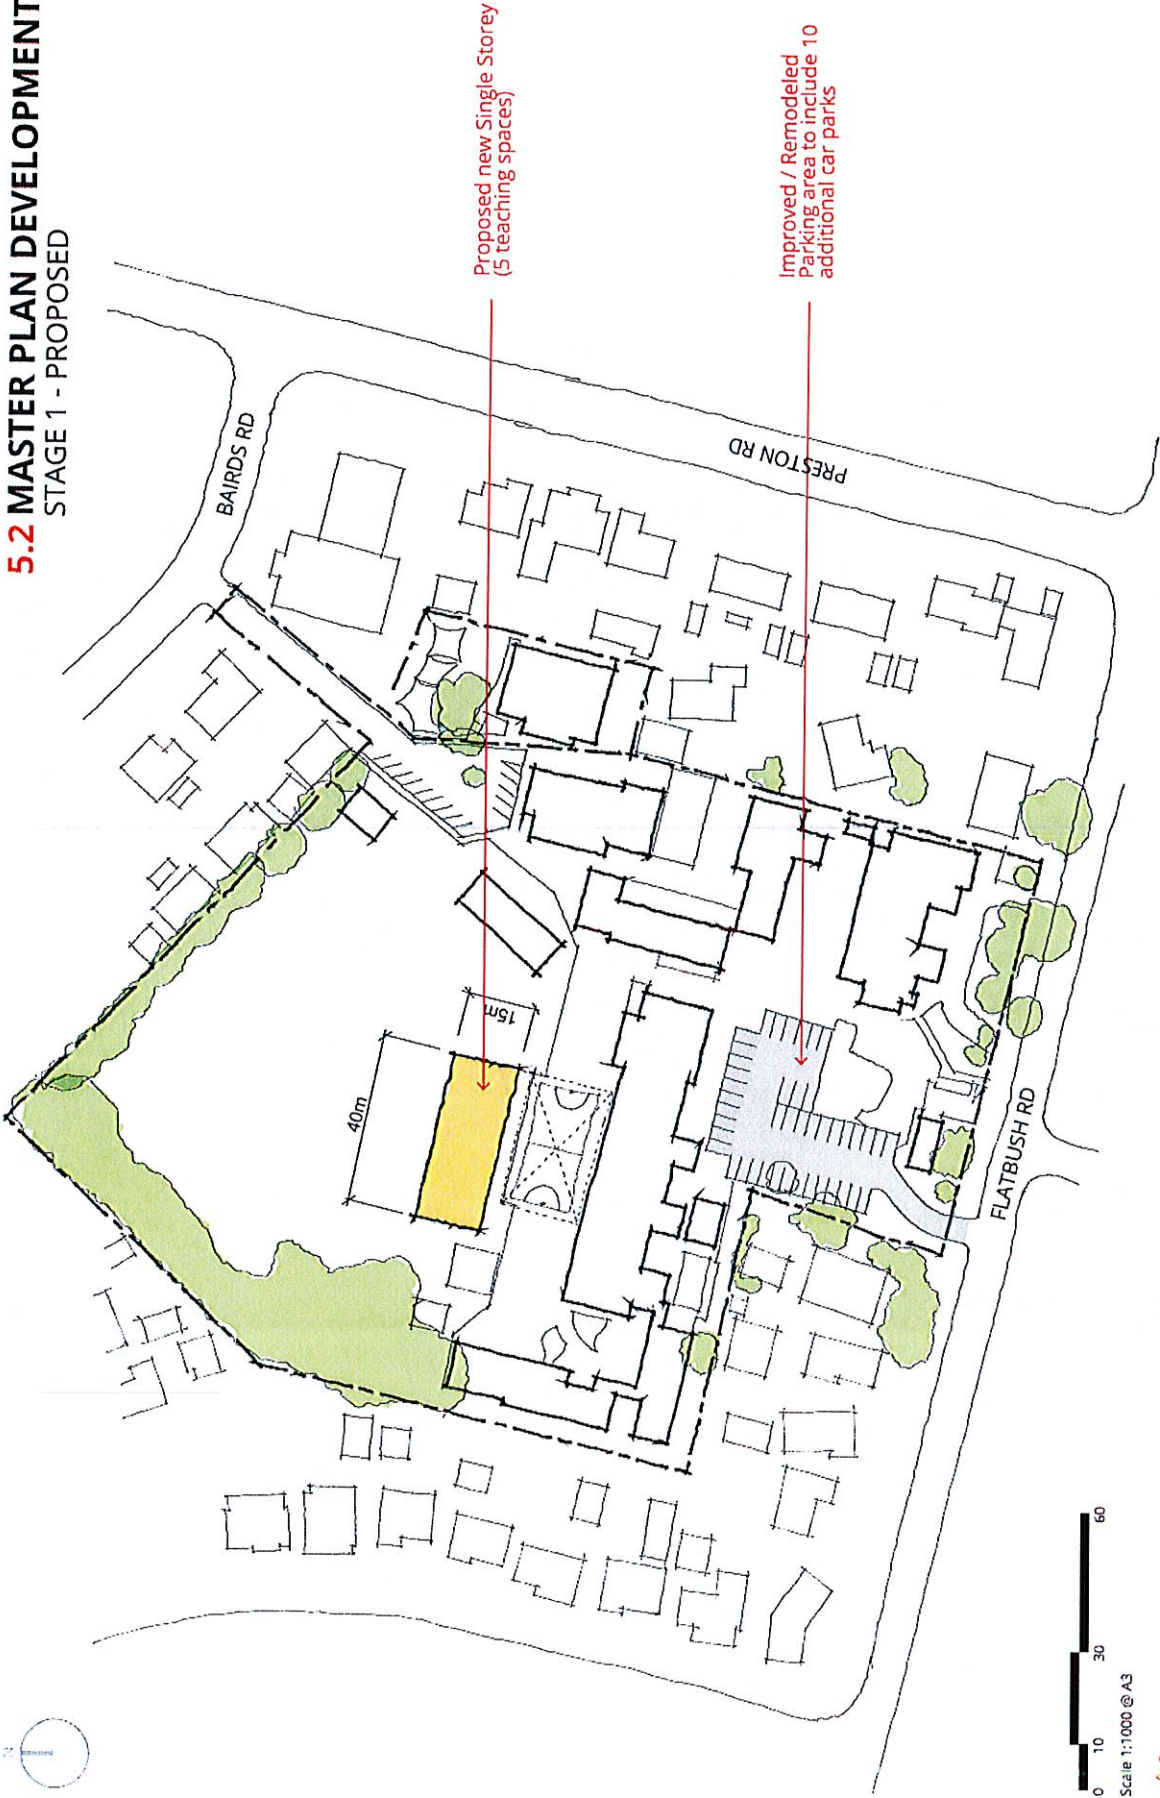 5.2 MASTER PLAN DEVELOPMENT
STAGE 1 - PROPOSED
N
BAIRDS RD
PRESTON RD
Proposed new Single Storey
(5 teaching spaces)
40m
15m
Improved / Remodeled
Parking area to include 10
additional car parks
FLATBUSH RD
0 10 30 60
Scale 1:1000 @ A3